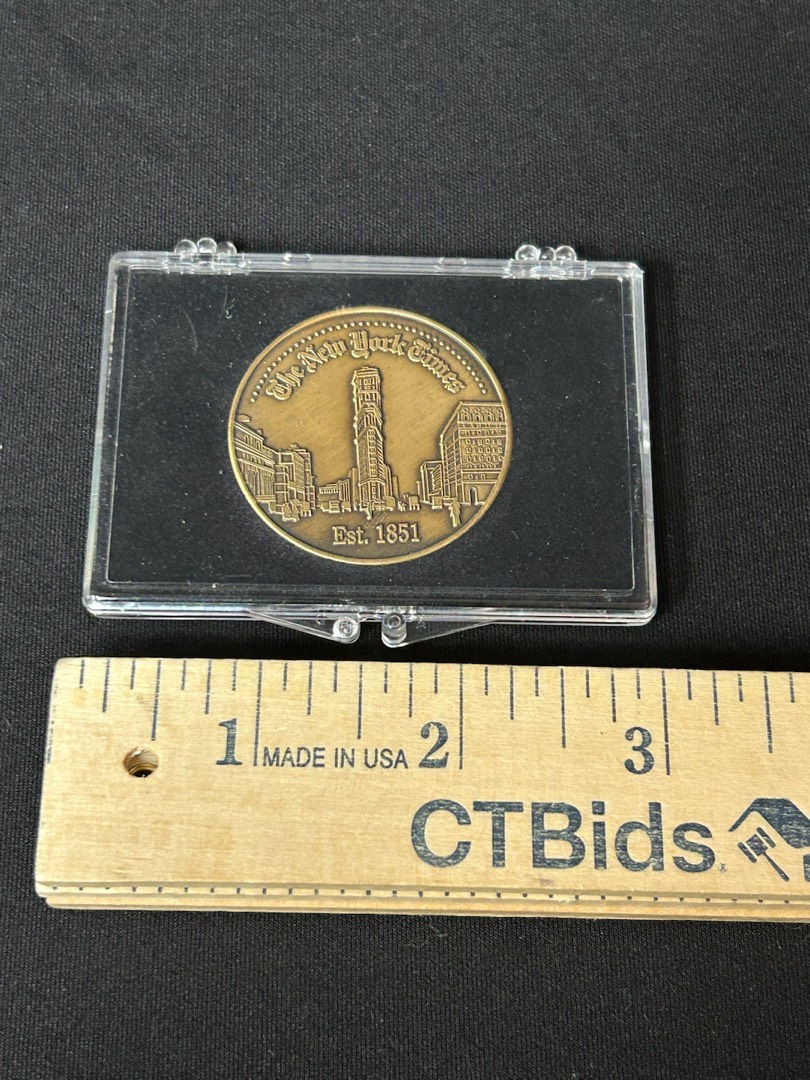 The New York Times
Est. 1851
1 MADE IN USA 2 3
CTBids